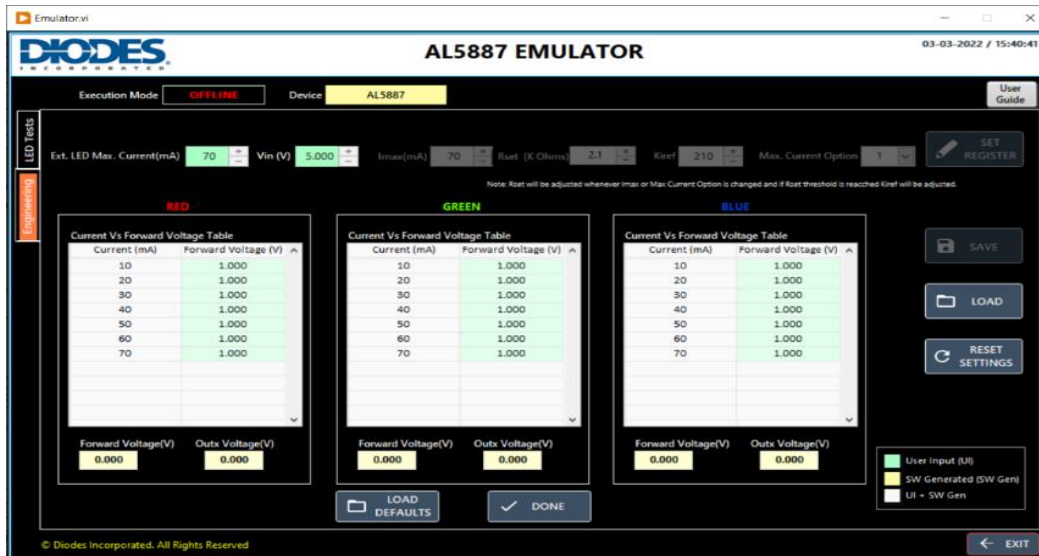 Emulator.vi
DIODES
INCORPORATED
AL5887 EMULATOR
03-03-2022 / 15:40:41
Execution Mode OFFLINE Device AL5887
User
Guide
LED Tests
Engineering
Ext. LED Max. Current(mA) 70 Vin (V) 5.000 Imax(mA) 70 Rset (K Ohms) 2.1 Kiref 210 Max. Current Option 1
SET
REGISTER
Note: Rset will be adjusted whenever Imax or Max Current Option is changed and if Rset threshold is reacched Kiref will be adjusted.
RED
Current Vs Forward Voltage Table
Current (mA) Forward Voltage (V)
10 1.000
20 1.000
30 1.000
40 1.000
50 1.000
60 1.000
70 1.000
Forward Voltage(V) Outx Voltage(V)
0.000 0.000
GREEN
Current Vs Forward Voltage Table
Current (mA) Forward Voltage (V)
10 1.000
20 1.000
30 1.000
40 1.000
50 1.000
60 1.000
70 1.000
Forward Voltage(V) Outx Voltage(V)
0.000 0.000
BLUE
Current Vs Forward Voltage Table
Current (mA) Forward Voltage (V)
10 1.000
20 1.000
30 1.000
40 1.000
50 1.000
60 1.000
70 1.000
Forward Voltage(V) Outx Voltage(V)
0.000 0.000
SAVE
LOAD
RESET
SETTINGS
User Input (UI)
SW Generated (SW Gen)
UI + SW Gen
LOAD
DEFAULTS
DONE
© Diodes Incorporated. All Rights Reserved
EXIT